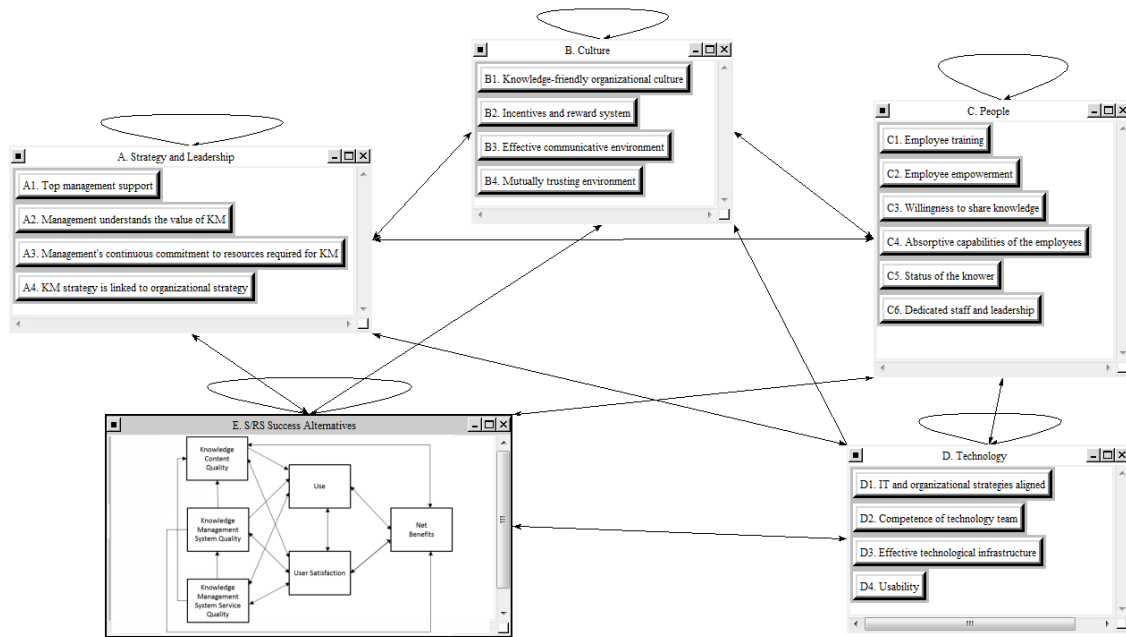 B. Culture
B1. Knowledge-friendly organizational culture
B2. Incentives and reward system
B3. Effective communicative environment
B4. Mutually trusting environment
C. People
C1. Employee training
C2. Employee empowerment
C3. Willingness to share knowledge
C4. Absorptive capabilities of the employees
C5. Status of the knower
C6. Dedicated staff and leadership
A. Strategy and Leadership
A1. Top management support
A2. Management understands the value of KM
A3. Management's continuous commitment to resources required for KM
A4. KM strategy is linked to organizational strategy
E. S/RS Success Alternatives
Knowledge
Content
Quality
Use
Knowledge
Management
System Quality
Net
Benefits
User Satisfaction
Knowledge
Management
System Service
Quality
D. Technology
D1. IT and organizational strategies aligned
D2. Competence of technology team
D3. Effective technological infrastructure
D4. Usability